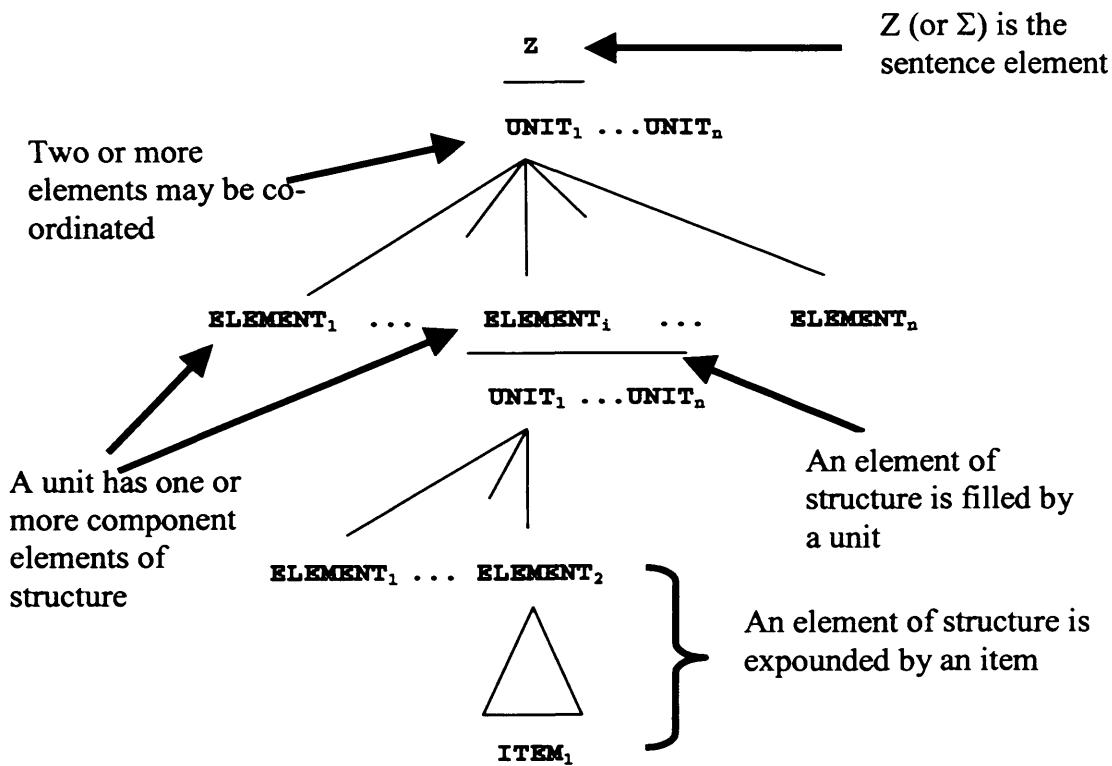 Z
Z (or Σ) is the
sentence element
UNIT₁ ...UNITₙ
Two or more
elements may be co-
ordinated
ELEMENT₁ ... ELEMENTᵢ ... ELEMENTₙ
UNIT₁ ...UNITₙ
A unit has one or
more component
elements of
structure
An element of
structure is filled by
a unit
ELEMENT₁ ... ELEMENT₂
An element of structure is
expounded by an item
ITEM₁